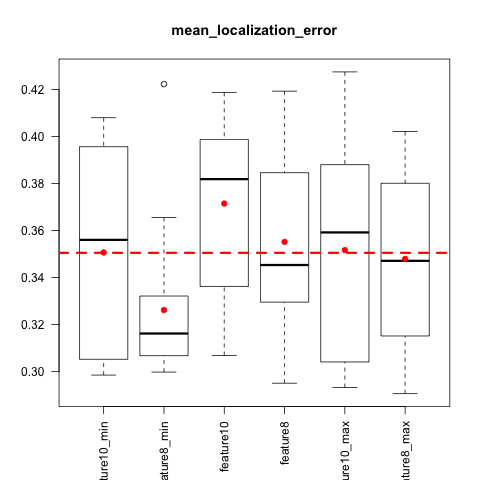 mean_localization_error
0.42
0.40
0.38
0.36
0.34
0.32
0.30
ture10_min
ature8_min
feature10
feature8
ure10_max
ature8_max